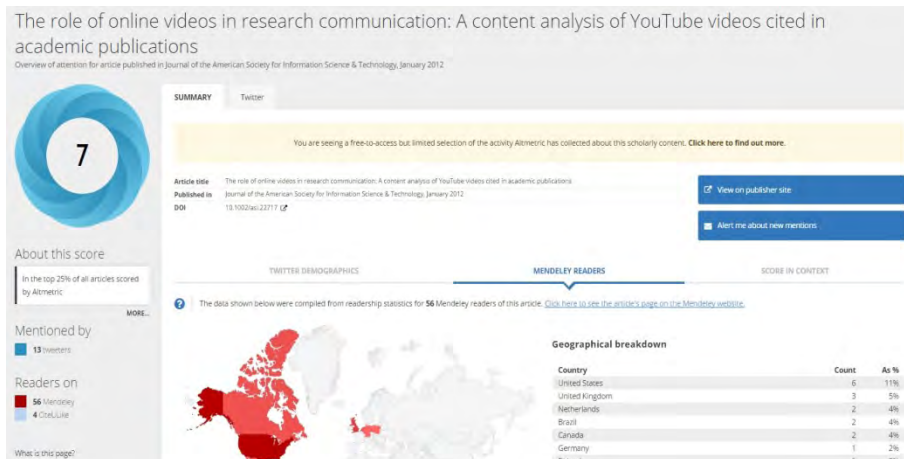 The role of online videos in research communication: A content analysis of YouTube videos cited in
academic publications
Overview of attention for article published in Journal of the American Society for Information Science & Technology, January 2012
7
SUMMARY
Twitter
You are seeing a free-to-access but limited selection of the activity Altmetric has collected about this scholarly content. Click here to find out more.
Article title The role of online videos in research communication: A content analysis of YouTube videos cited in academic publications
Published in Journal of the American Society for Information Science & Technology, January 2012
DOI 10.1002/asi.21717
View on publisher site
Alert me about new mentions
About this score
In the top 25% of all articles scored
by Altmetric
MORE...
Mentioned by
13 tweeters
Readers on
56 Mendeley
4 CiteULike
What is this page?
TWITTER DEMOGRAPHICS
MENDELEY READERS
SCORE IN CONTEXT
The data shown below were compiled from readership statistics for 56 Mendeley readers of this article. Click here to see the article's page on the Mendeley website.
Geographical breakdown
Country Count As %
United States 6 11%
United Kingdom 3 5%
Netherlands 2 4%
Brazil 2 4%
Canada 2 4%
Germany 1 2%